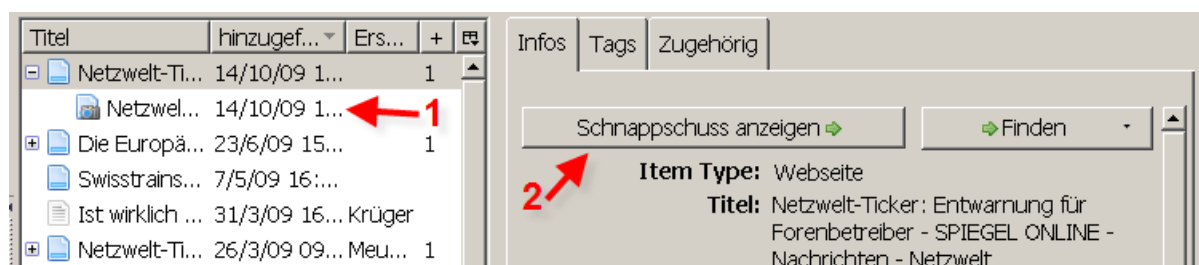 Titel hinzugef... Ers... +
Netzwelt-Ti... 14/10/09 1... 1
Netzwel... 14/10/09 1... 1
Die Europä... 23/6/09 15... 1
Swisstrains... 7/5/09 16:...
Ist wirklich ... 31/3/09 16... Krüger
Netzwelt-Ti... 26/3/09 09... Meu... 1
Infos Tags Zugehörig
Schnappschuss anzeigen Finden
2
Item Type: Webseite
Titel: Netzwelt-Ticker: Entwarnung für
Forenbetreiber - SPIEGEL ONLINE -
Nachrichten - Netzwelt